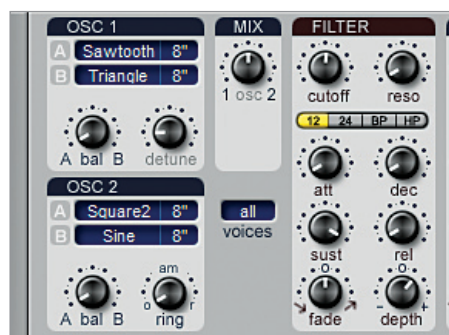 OSC 1
A Sawtooth 8"
B Triangle 8"
A bal B detune
MIX
1 osc 2
FILTER
cutoff reso
12 24 BP HP
att dec
sust rel
o o
fade - depth +
OSC 2
A Square2 8"
B Sine 8"
am
o r
A bal B ring
all
voices